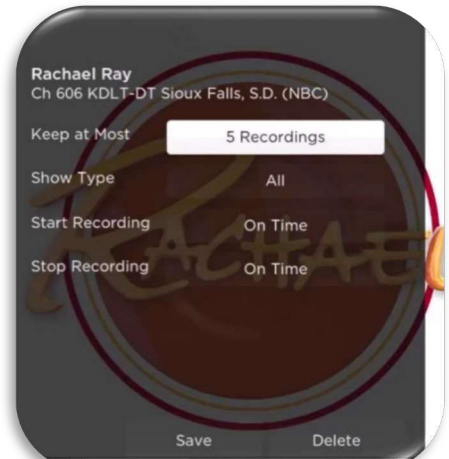 Rachael Ray
Ch 606 KDLT-DT Sioux Falls, S.D. (NBC)
Keep at Most 5 Recordings
Show Type All
Start Recording On Time
Stop Recording On Time
RACHAE
Save Delete